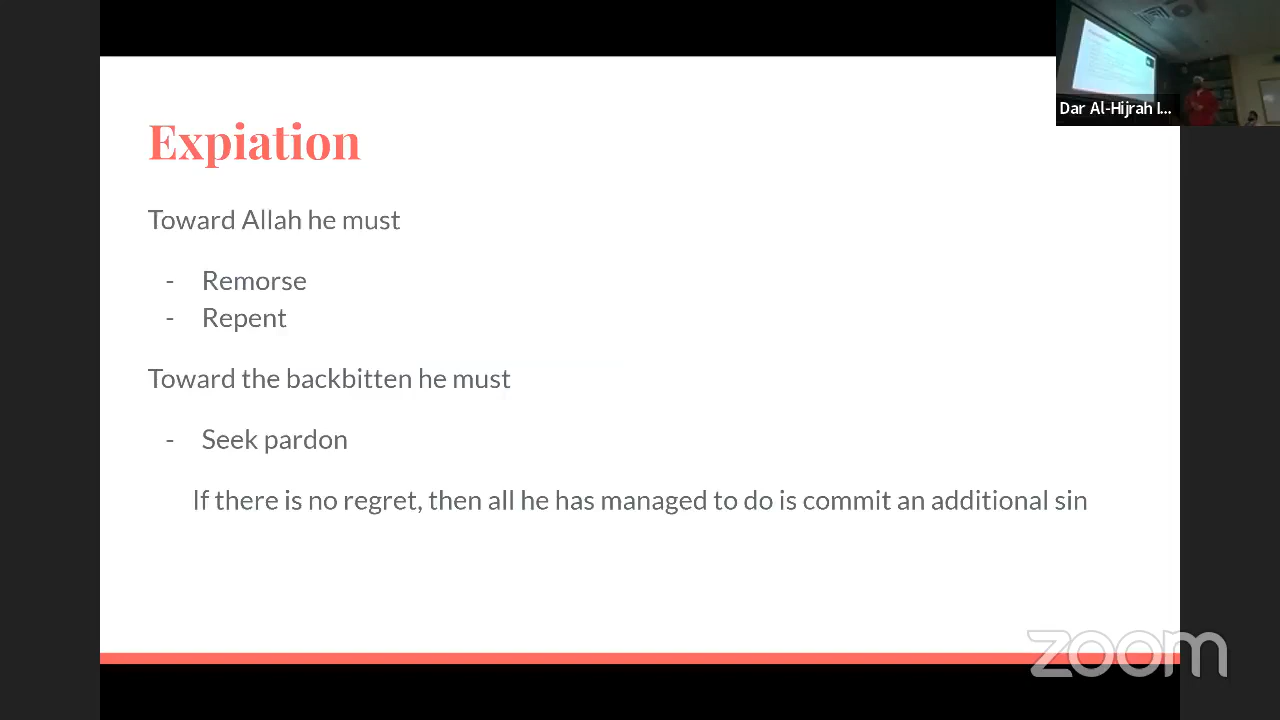 Dar Al-Hijrah I...
Expiation
Toward Allah he must
- Remorse
- Repent
Toward the backbitten he must
- Seek pardon
If there is no regret, then all he has managed to do is commit an additional sin
zoom